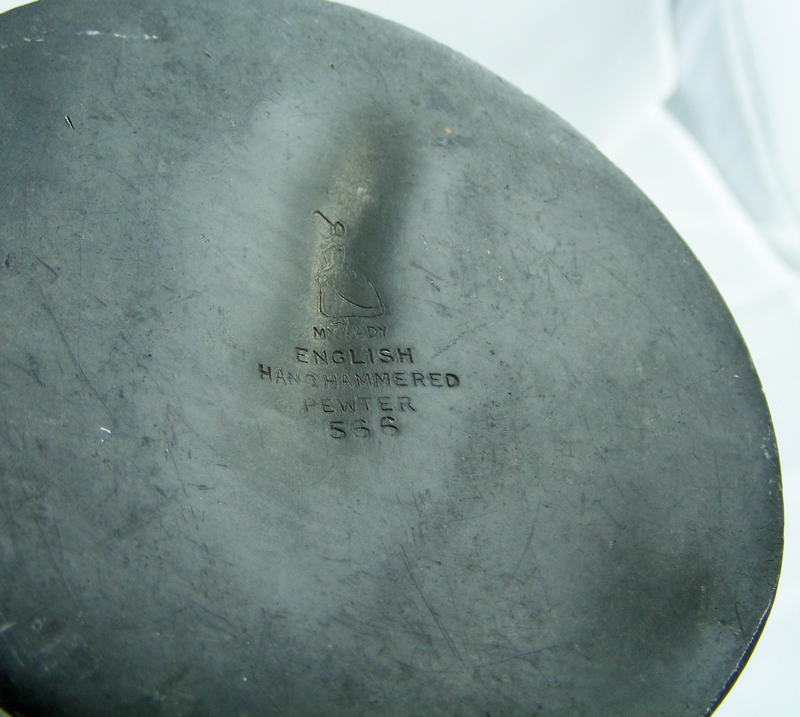 MY LADY
ENGLISH
HAND HAMMERED
PEWTER
566